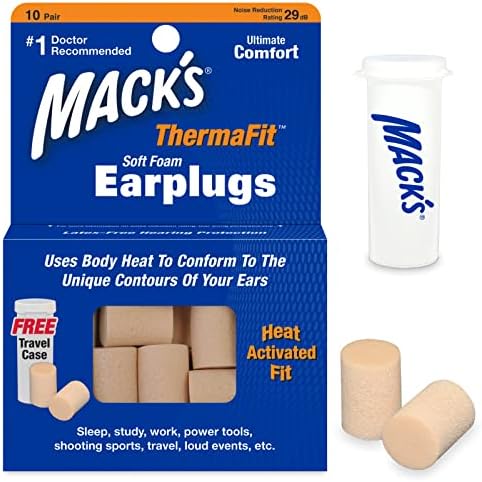 10 Pair
Noise Reduction
Rating 29 dB
#1 Doctor
Recommended
Ultimate
Comfort
MACK'S®
ThermaFit™
Soft Foam
Earplugs
Latex-Free Hearing Protection
Uses Body Heat To Conform To The
Unique Contours Of Your Ears
FREE
Travel
Case
Heat
Activated
Fit
Sleep, study, work, power tools,
shooting sports, travel, loud events, etc.
MACK'S®